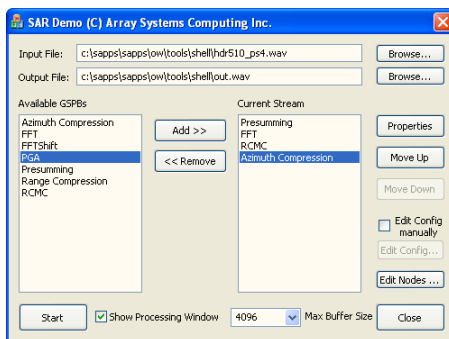 SAR Demo (C) Array Systems Computing Inc.
Input File: c:\sapps\sapps\ow\tools\shell\hdr510_ps4.wav Browse...
Output File: c:\sapps\sapps\ow\tools\shell\out.wav Browse...
Available GSPBs
Azimuth Compression
FFT
FFTShift
PGA
Presumming
Range Compression
RCMC
Add >>
<< Remove
Current Stream
Presumming
FFT
RCMC
Azimuth Compression
Properties
Move Up
Move Down
Edit Config
manually
Edit Config...
Edit Nodes ...
Start Show Processing Window 4096 Max Buffer Size Close